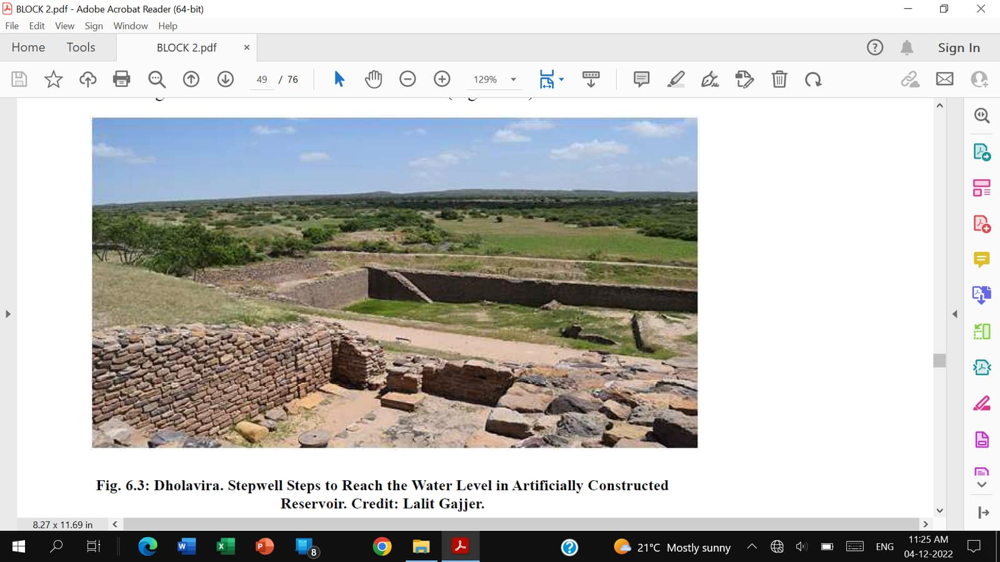 BLOCK 2.pdf - Adobe Acrobat Reader (64-bit)
File Edit View Sign Window Help
Home Tools BLOCK 2.pdf × Sign In
49 / 76 129%
Fig. 6.3: Dholavira. Stepwell Steps to Reach the Water Level in Artificially Constructed
Reservoir. Credit: Lalit Gajjer.
8.27 x 11.69 in
8 21°C Mostly sunny ENG 11:25 AM
04-12-2022